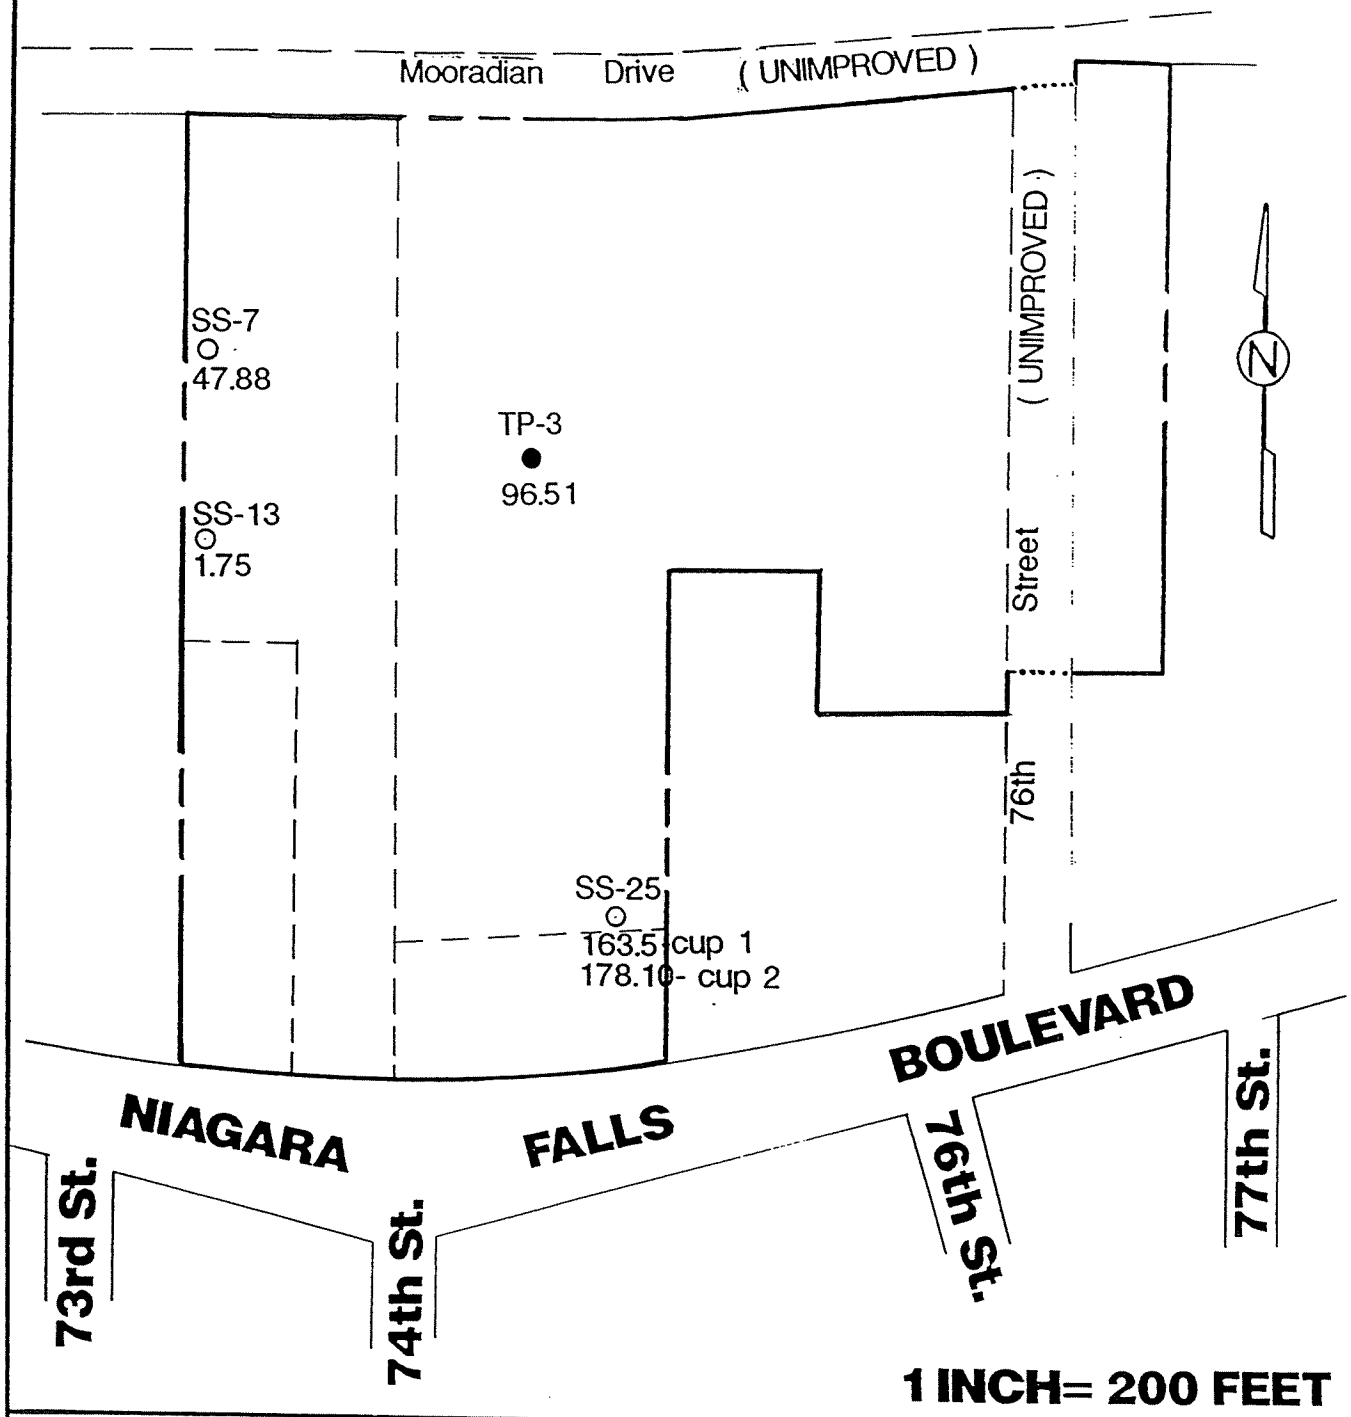 Mooradian Drive ( UNIMPROVED )
( UNIMPROVED )
SS-7
47.88
TP-3
96.51
SS-13
1.75
Street
76th
SS-25
163.5-cup 1
178.10- cup 2
N
NIAGARA FALLS BOULEVARD
73rd St.
74th St.
76th St.
77th St.
1 INCH= 200 FEET